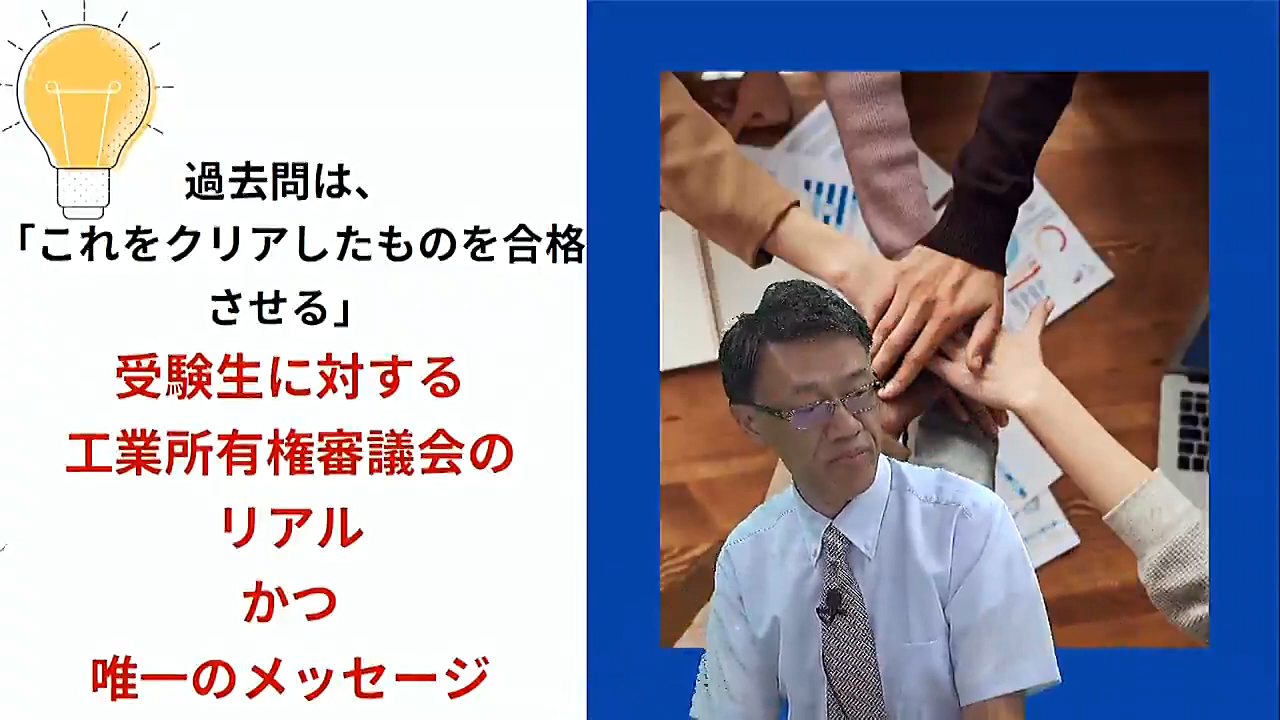 過去問は、
「これをクリアしたものを合格
させる」
受験生に対する
工業所有権審議会の
リアル
かつ
唯一のメッセージ